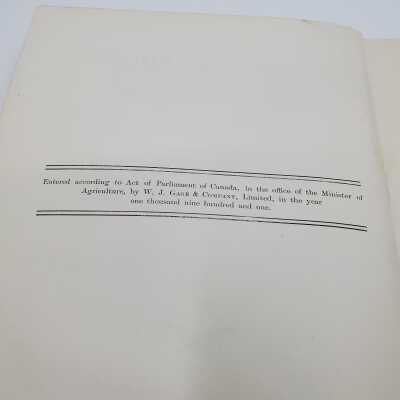 Entered according to Act of Parliament of Canada, in the office of the Minister of
Agriculture, by W. J. GAGE & COMPANY, Limited, in the year
one thousand nine hundred and one.